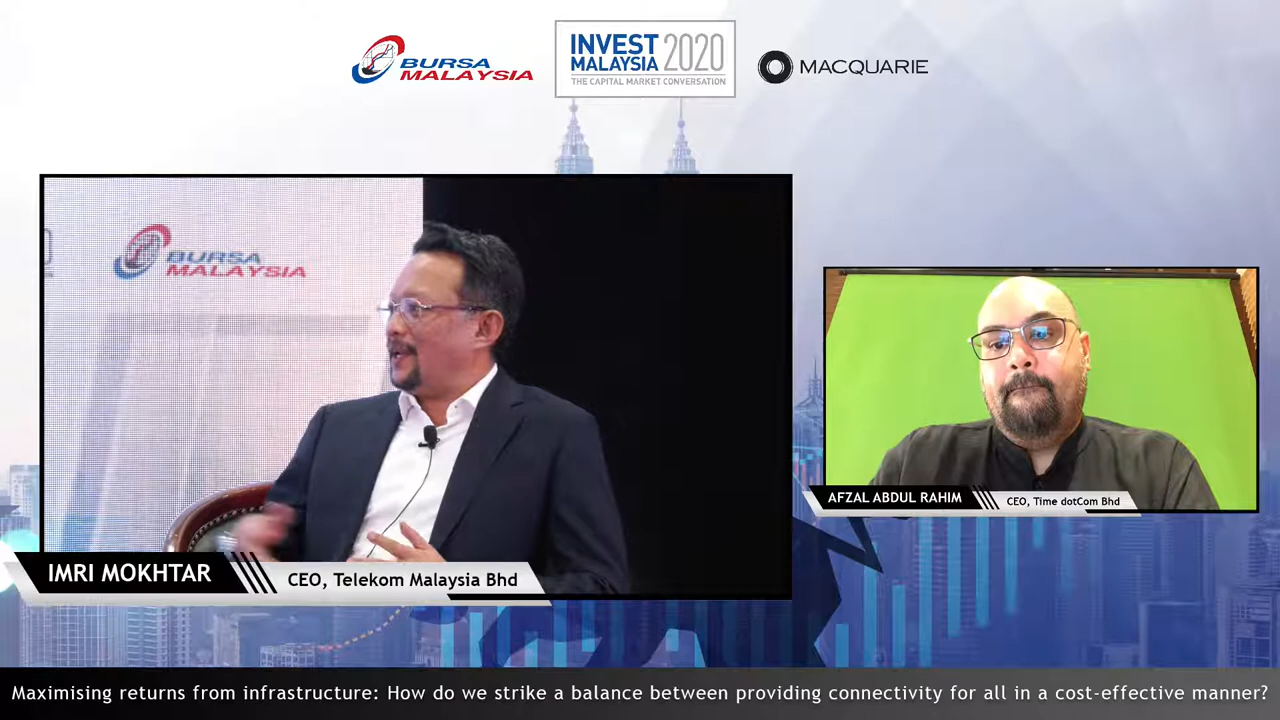 BURSA
MALAYSIA
INVEST
MALAYSIA 2020
THE CAPITAL MARKET CONVERSATION
MACQUARIE
BURSA
MALAYSIA
AFZAL ABDUL RAHIM
CEO, Time dotCom Bhd
IMRI MOKHTAR
CEO, Telekom Malaysia Bhd
Maximising returns from infrastructure: How do we strike a balance between providing connectivity for all in a cost-effective manner?